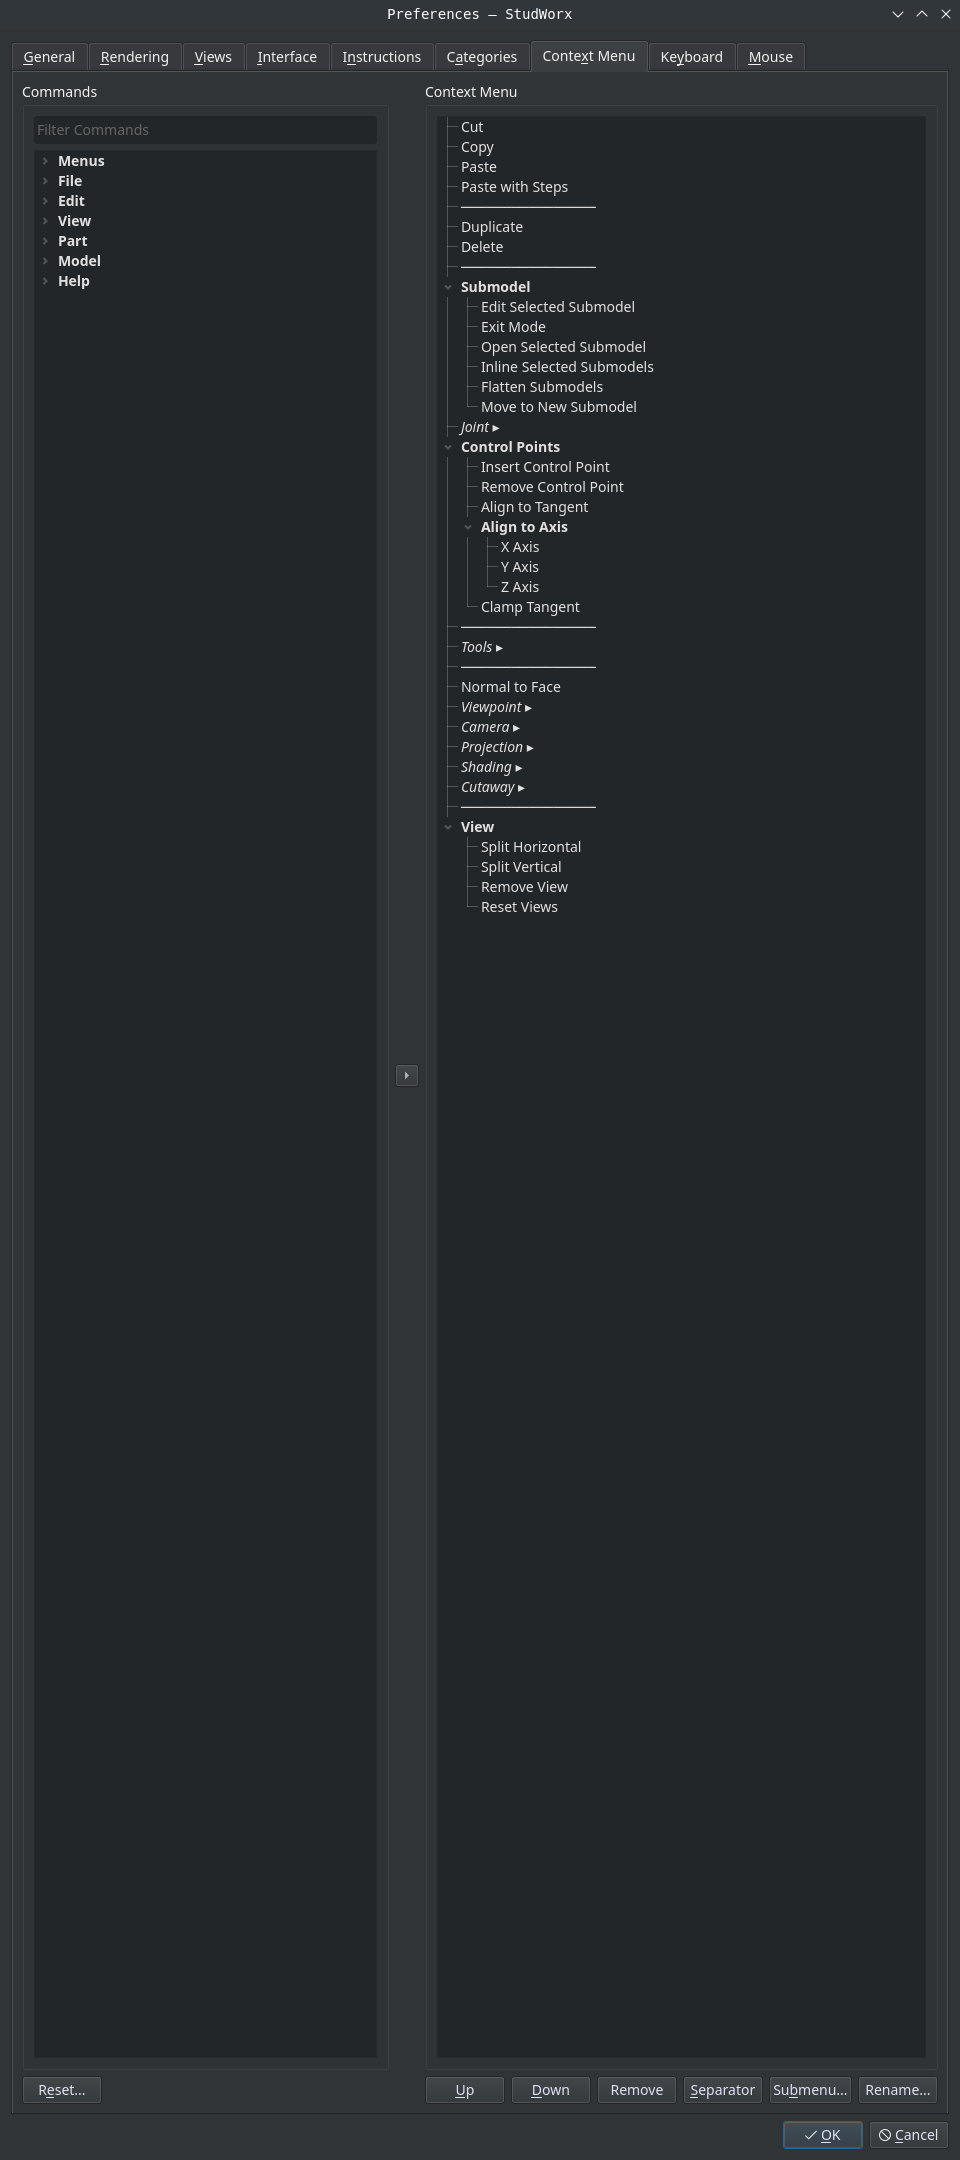 Preferences — StudWorx
General Rendering Views Interface Instructions Categories Context Menu Keyboard Mouse
Commands
Filter Commands
Menus
File
Edit
View
Part
Model
Help
Reset...
Context Menu
Cut
Copy
Paste
Paste with Steps
Duplicate
Delete
Submodel
Edit Selected Submodel
Exit Mode
Open Selected Submodel
Inline Selected Submodels
Flatten Submodels
Move to New Submodel
Joint ▸
Control Points
Insert Control Point
Remove Control Point
Align to Tangent
Align to Axis
X Axis
Y Axis
Z Axis
Clamp Tangent
Tools ▸
Normal to Face
Viewpoint ▸
Camera ▸
Projection ▸
Shading ▸
Cutaway ▸
View
Split Horizontal
Split Vertical
Remove View
Reset Views
Up Down Remove Separator Submenu... Rename...
OK Cancel